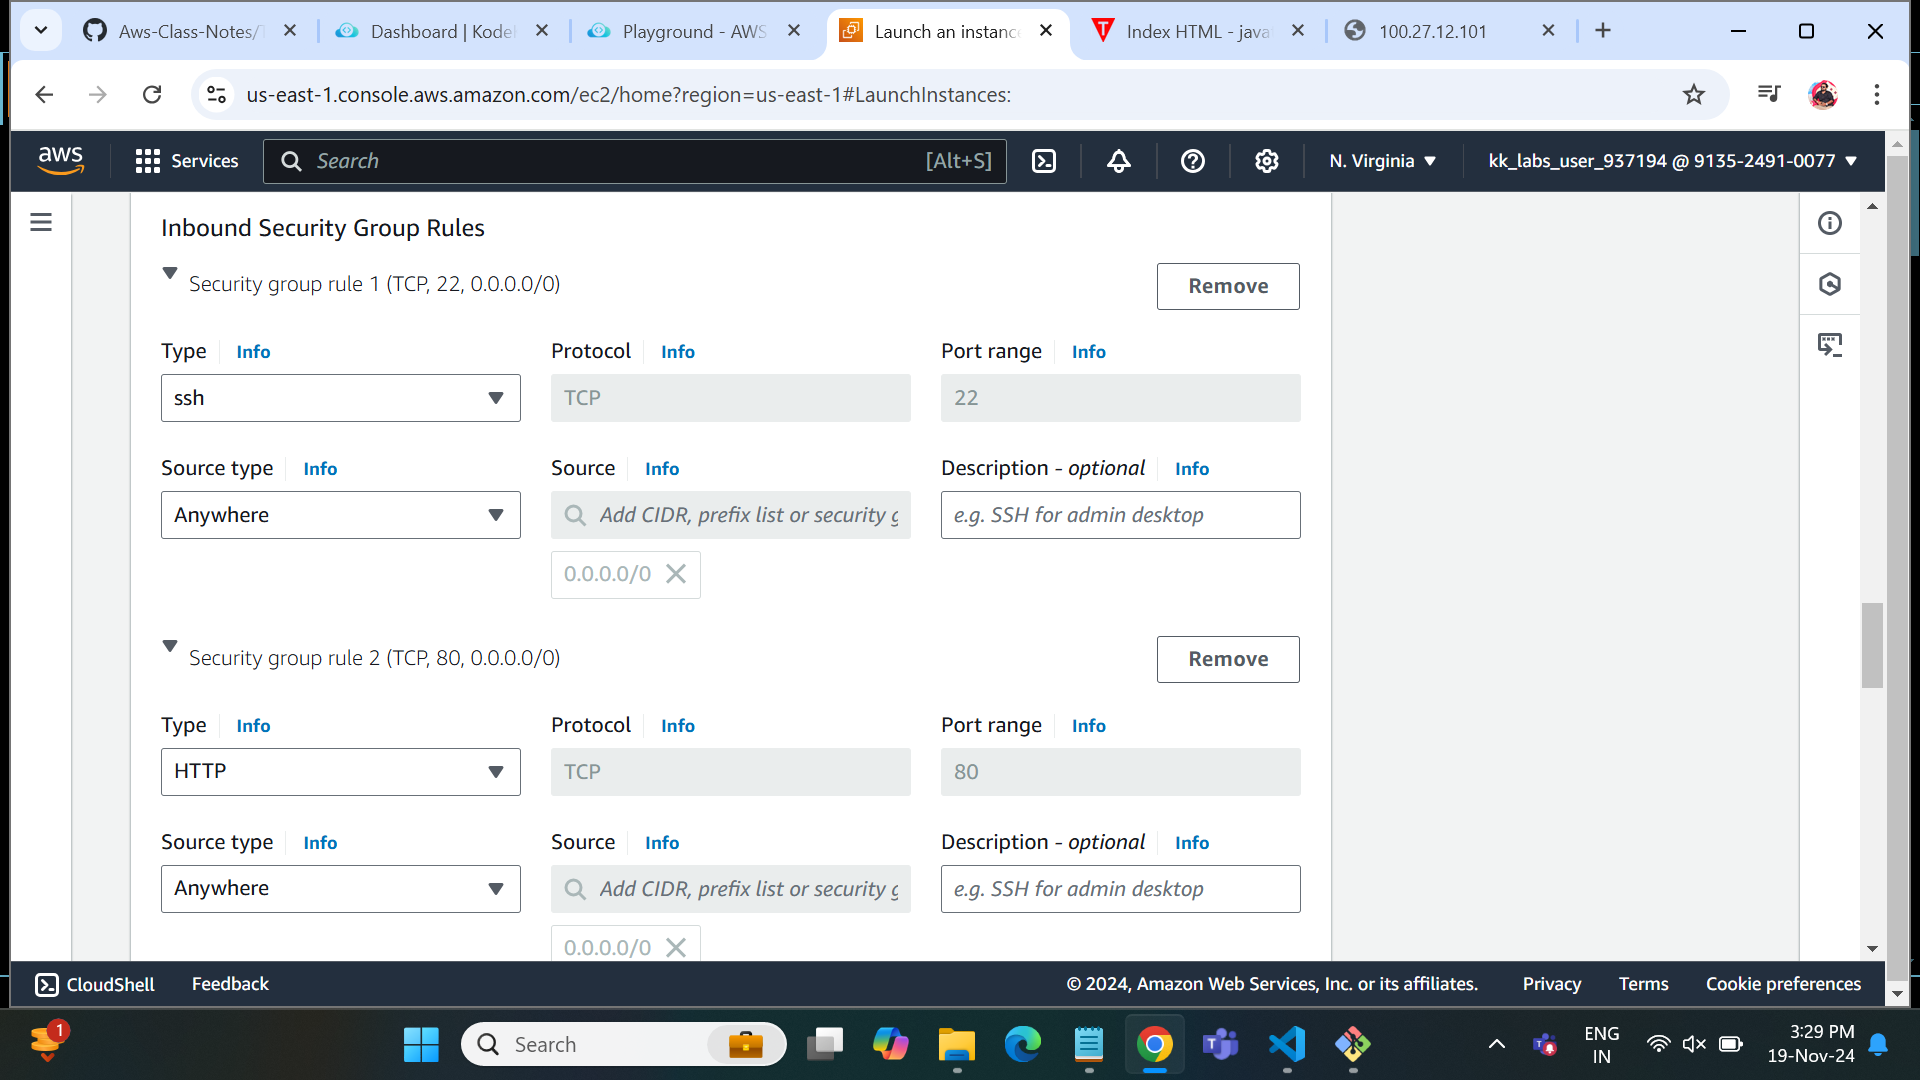 Aws-Class-Notes/
Dashboard | Kode
Playground - AWS
Launch an instanc
Index HTML - java
100.27.12.101
us-east-1.console.aws.amazon.com/ec2/home?region=us-east-1#LaunchInstances:
aws
Services
Search
[Alt+S]
N. Virginia
kk_labs_user_937194 @ 9135-2491-0077
Inbound Security Group Rules
Security group rule 1 (TCP, 22, 0.0.0.0/0)
Remove
Type Info
Protocol Info
Port range Info
ssh
TCP
22
Source type Info
Source Info
Description - optional Info
Anywhere
Add CIDR, prefix list or security g
e.g. SSH for admin desktop
0.0.0.0/0
Security group rule 2 (TCP, 80, 0.0.0.0/0)
Remove
Type Info
Protocol Info
Port range Info
HTTP
TCP
80
Source type Info
Source Info
Description - optional Info
Anywhere
Add CIDR, prefix list or security g
e.g. SSH for admin desktop
0.0.0.0/0
CloudShell
Feedback
© 2024, Amazon Web Services, Inc. or its affiliates.
Privacy
Terms
Cookie preferences
1
Search
ENG
IN
3:29 PM
19-Nov-24